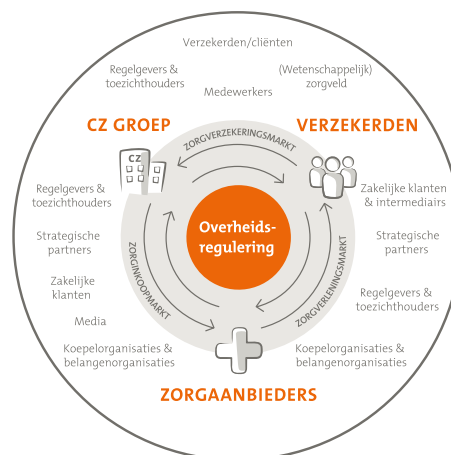 Verzekerden/cliënten
Regelgevers &
toezichthouders
(Wetenschappelijk)
zorgveld
Medewerkers
CZ GROEP
VERZEKERDEN
ZORGVERZEKERINGSMARKT
CZ
Regelgevers &
toezichthouders
Zakelijke klanten
& intermediairs
Overheids-
regulering
Strategische
partners
Strategische
partners
ZORGINKOOPMARKT
ZORGVERLENINGSMARKT
Zakelijke
klanten
Regelgevers &
toezichthouders
Media
Koepelorganisaties &
belangenorganisaties
Koepelorganisaties &
belangenorganisaties
ZORGAANBIEDERS